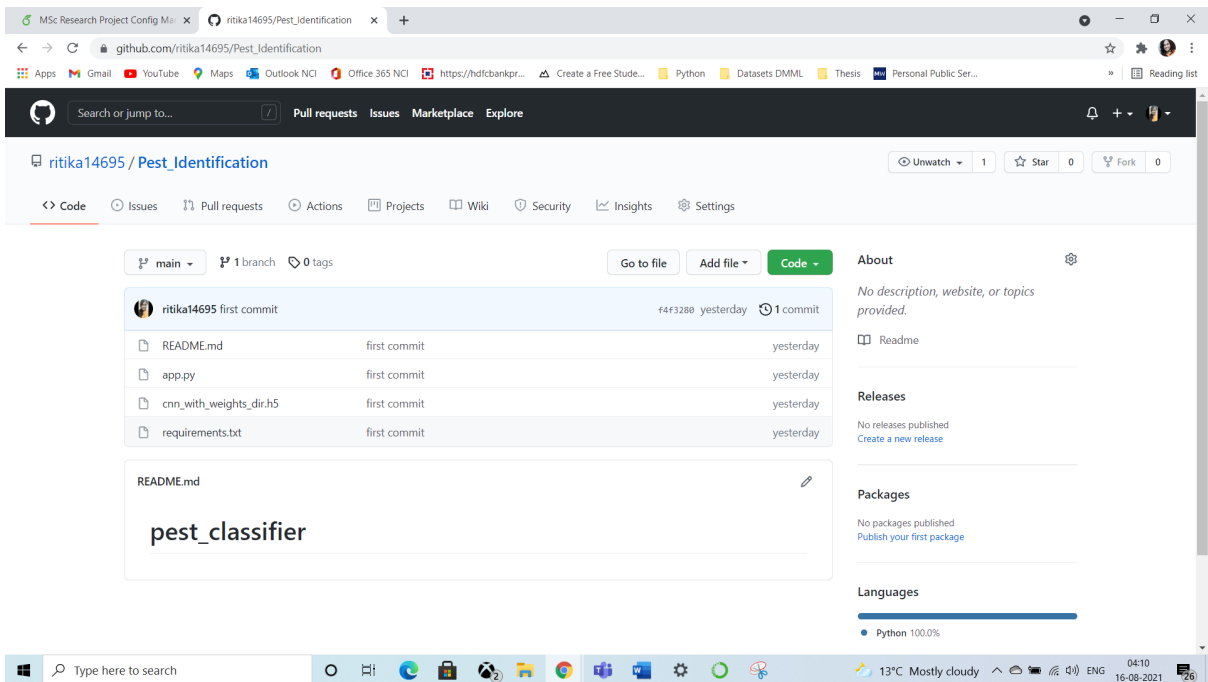 MSc Research Project Config Ma
ritika14695/Pest_Identification
github.com/ritika14695/Pest_Identification
Apps Gmail YouTube Maps Outlook NCI Office 365 NCI https://hdfcbankpr... Create a Free Stude... Python Datasets DMML Thesis MW Personal Public Ser... » Reading list
Search or jump to... / Pull requests Issues Marketplace Explore
ritika14695 / Pest_Identification
Unwatch 1 Star 0 Fork 0
Code Issues Pull requests Actions Projects Wiki Security Insights Settings
main 1 branch 0 tags Go to file Add file Code
ritika14695 first commit f4f3280 yesterday 1 commit
README.md first commit yesterday
app.py first commit yesterday
cnn_with_weights_dir.h5 first commit yesterday
requirements.txt first commit yesterday
README.md
pest_classifier
About
No description, website, or topics
provided.
Readme
Releases
No releases published
Create a new release
Packages
No packages published
Publish your first package
Languages
Python 100.0%
Type here to search
2
13°C Mostly cloudy ENG 04:10
16-08-2021
26